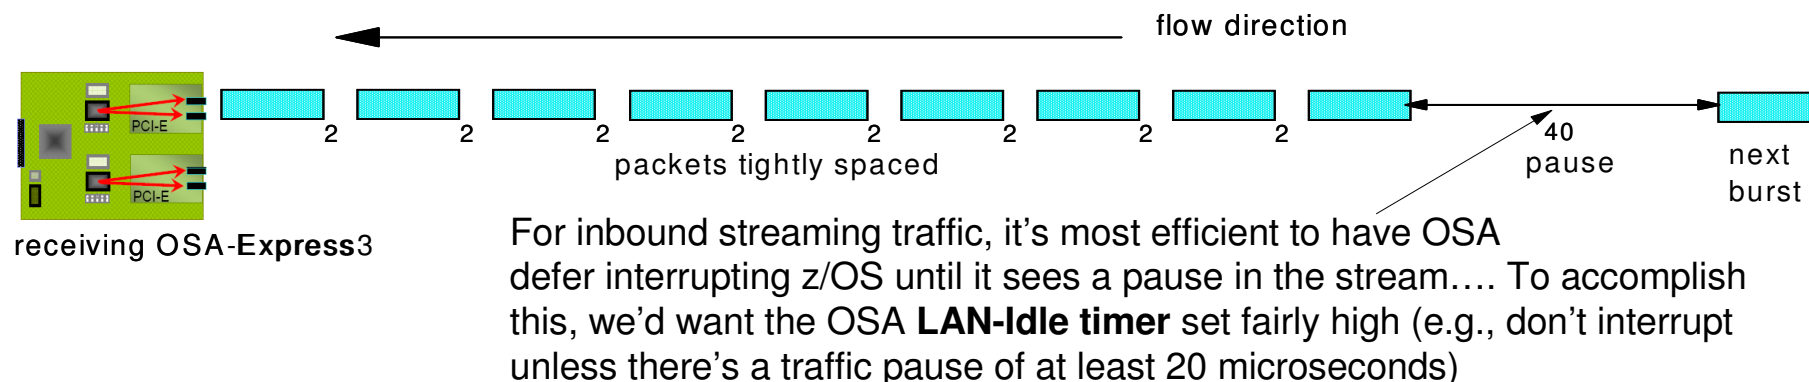 flow direction
PCI-E
2 2 2 2 2 2 2 2
packets tightly spaced
40
pause
next
burst
PCI-E
receiving OSA-Express3
For inbound streaming traffic, it's most efficient to have OSA
defer interrupting z/OS until it sees a pause in the stream…. To accomplish
this, we'd want the OSA LAN-Idle timer set fairly high (e.g., don't interrupt
unless there's a traffic pause of at least 20 microseconds)